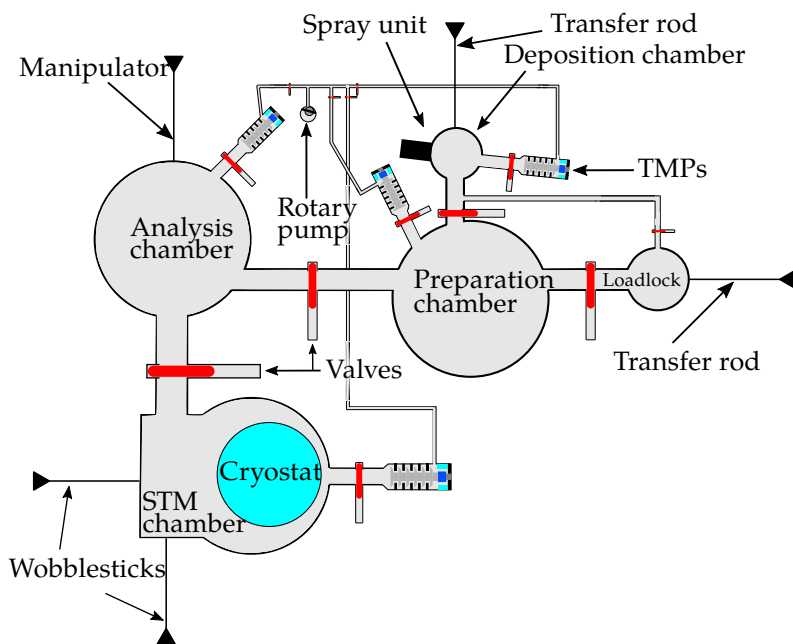 Spray unit
Transfer rod
Deposition chamber
Manipulator
TMPs
Rotary
pump
Analysis
chamber
Preparation
chamber
Loadlock
Transfer rod
Valves
Cryostat
STM
chamber
Wobblesticks